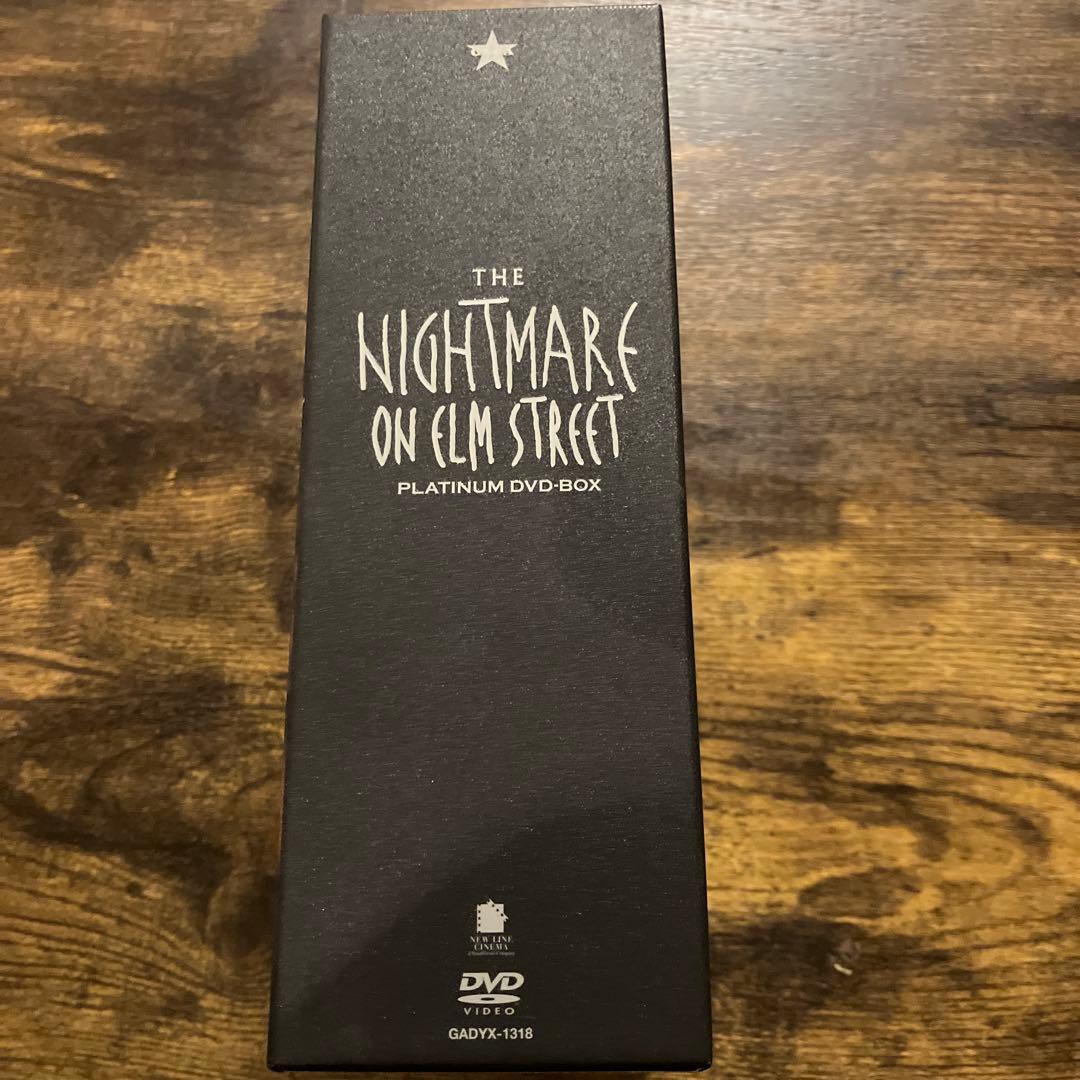 THE
NIGHTMARE
ON ELM STREET
PLATINUM DVD-BOX
NEW LINE
CINEMA
DVD
VIDEO
GADYX-1318